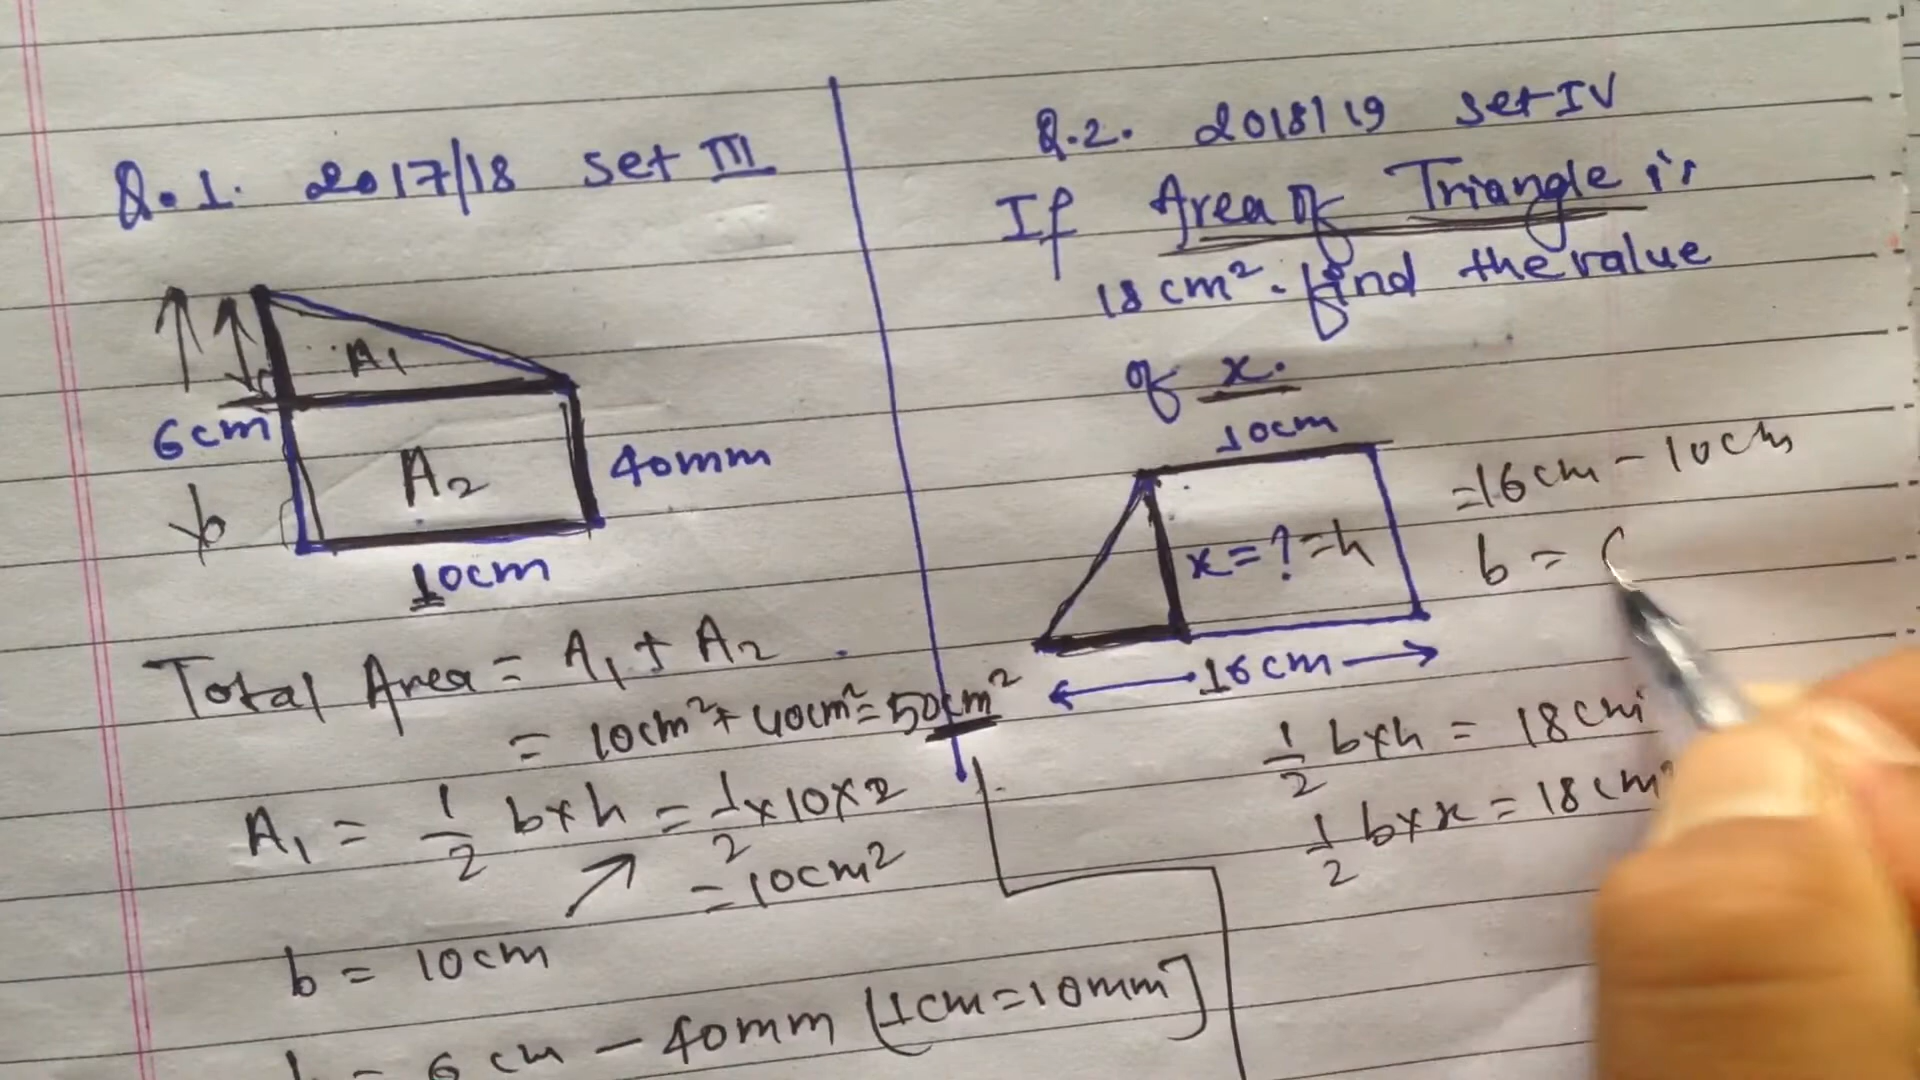 Q.1. 2017/18 set III
A1
6cm
A2
40mm
10cm
Total Area = A1 + A2
= 10cm² + 40cm² = 50cm²
A1 = 1/2 b×h = 1/2 × 10×2
= 10cm²
b = 10cm
= 6 cm - 40mm (1cm=10mm]
Q.2. 2018/19 set IV
If Area of Triangle is
18 cm². find the value
of x.
10cm
=16cm - 10cm
x=?=h
b =
16cm
1/2 b×h = 18cm
1/2 b×x = 18cm